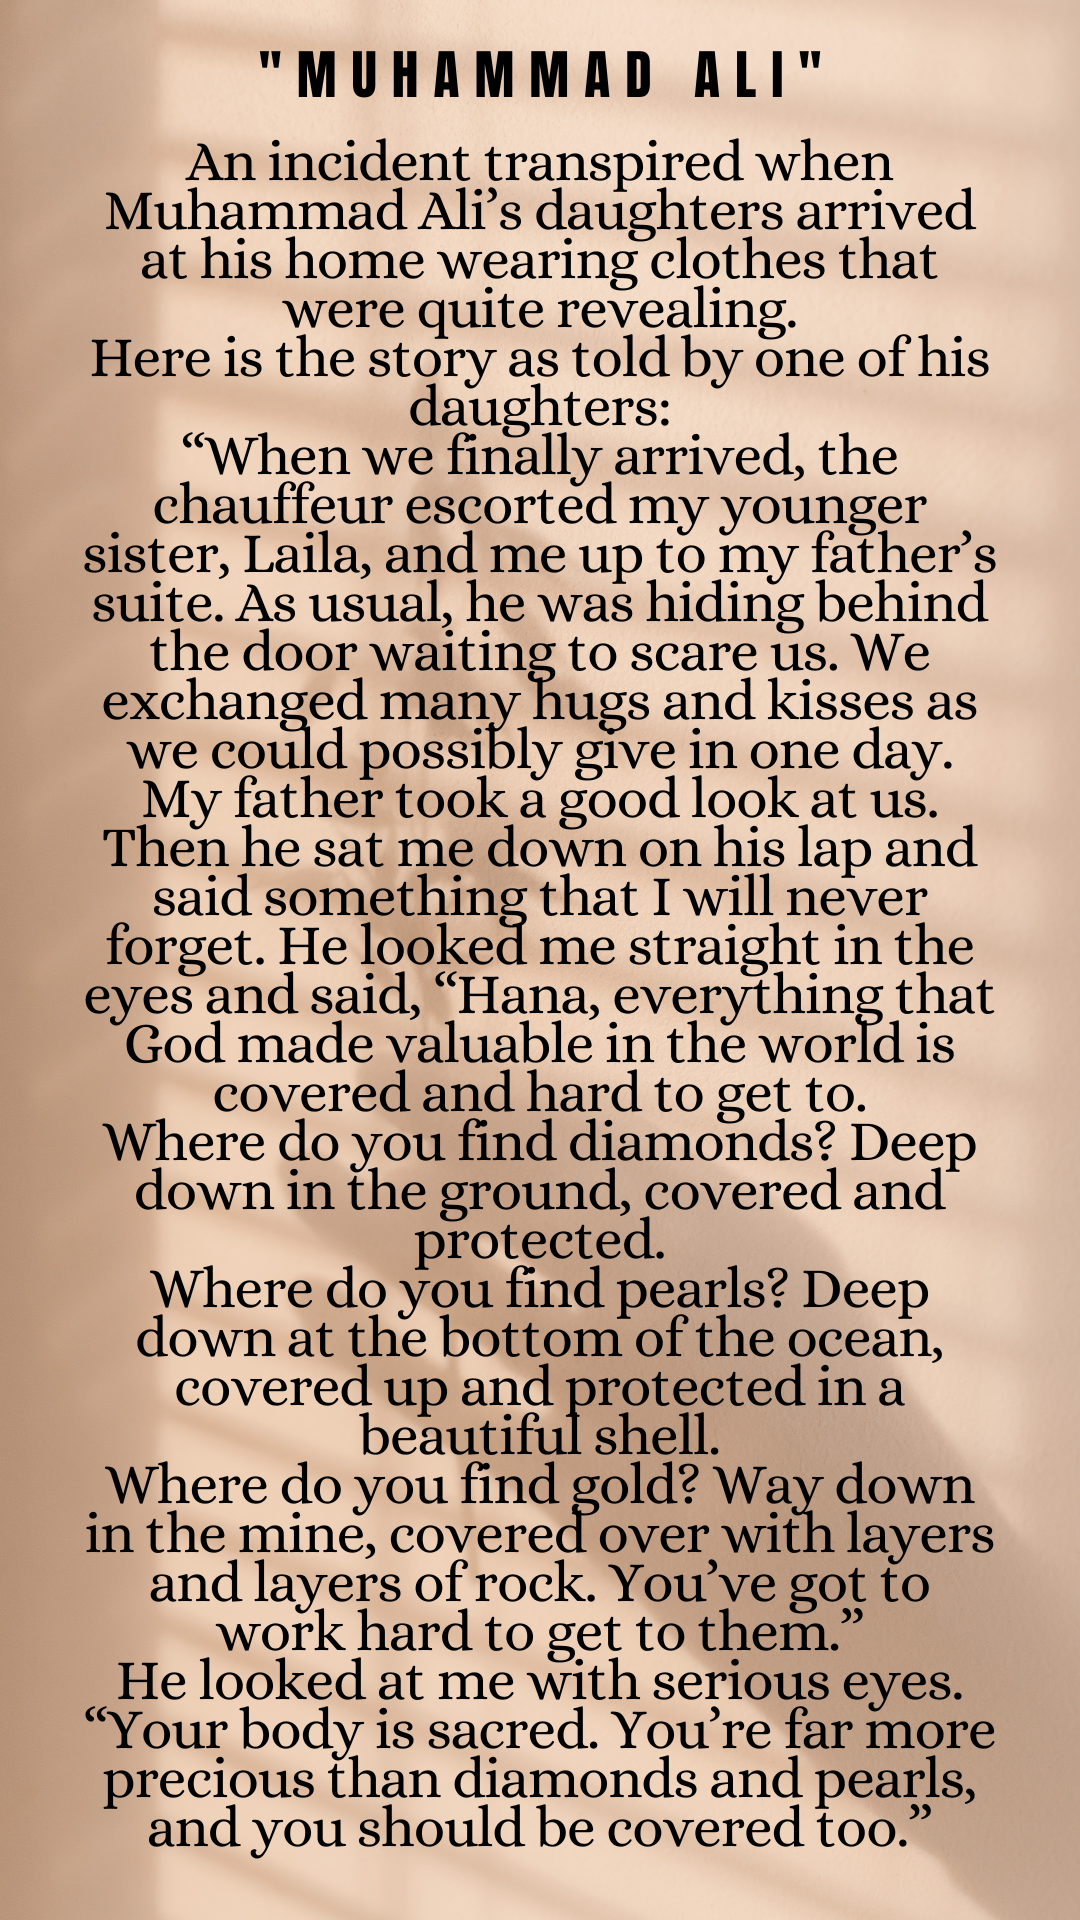 "MUHAMMAD ALI"
An incident transpired when
Muhammad Ali’s daughters arrived
at his home wearing clothes that
were quite revealing.
Here is the story as told by one of his
daughters:
“When we finally arrived, the
chauffeur escorted my younger
sister, Laila, and me up to my father’s
suite. As usual, he was hiding behind
the door waiting to scare us. We
exchanged many hugs and kisses as
we could possibly give in one day.
My father took a good look at us.
Then he sat me down on his lap and
said something that I will never
forget. He looked me straight in the
eyes and said, “Hana, everything that
God made valuable in the world is
covered and hard to get to.
Where do you find diamonds? Deep
down in the ground, covered and
protected.
Where do you find pearls? Deep
down at the bottom of the ocean,
covered up and protected in a
beautiful shell.
Where do you find gold? Way down
in the mine, covered over with layers
and layers of rock. You’ve got to
work hard to get to them.”
He looked at me with serious eyes.
“Your body is sacred. You’re far more
precious than diamonds and pearls,
and you should be covered too.”